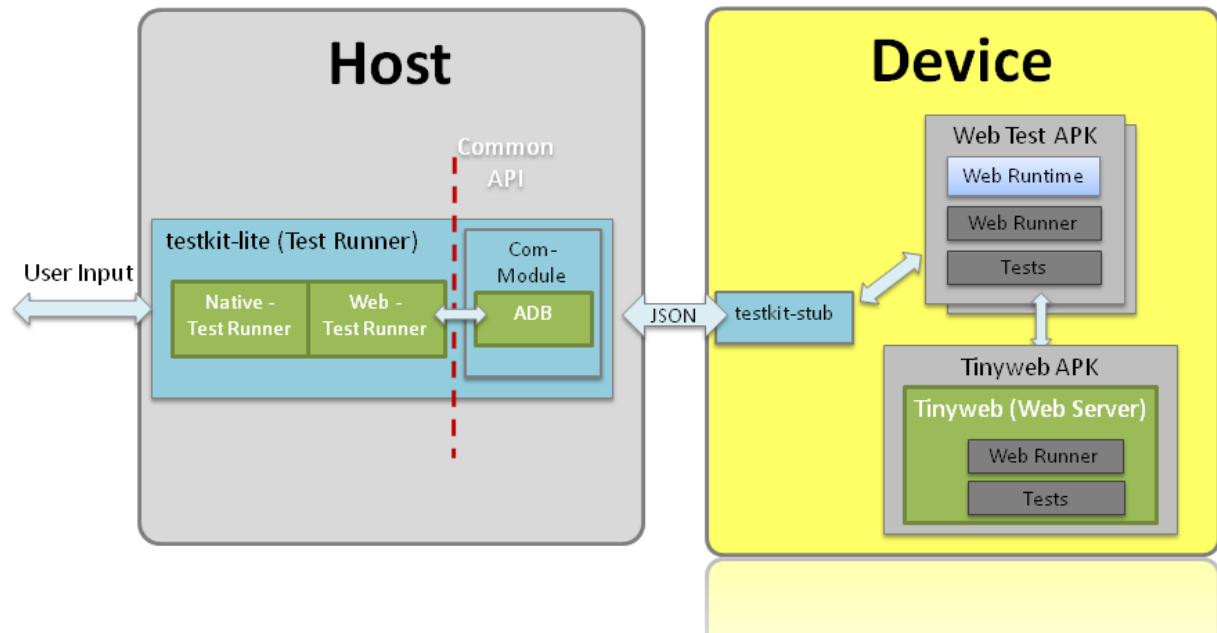 Host
Device
Common
API
Web Test APK
Web Runtime
Web Runner
Tests
testkit-lite (Test Runner)
Com-
Module
User Input
Native -
Test Runner
Web -
Test Runner
ADB
JSON
testkit-stub
Tinyweb APK
Tinyweb (Web Server)
Web Runner
Tests